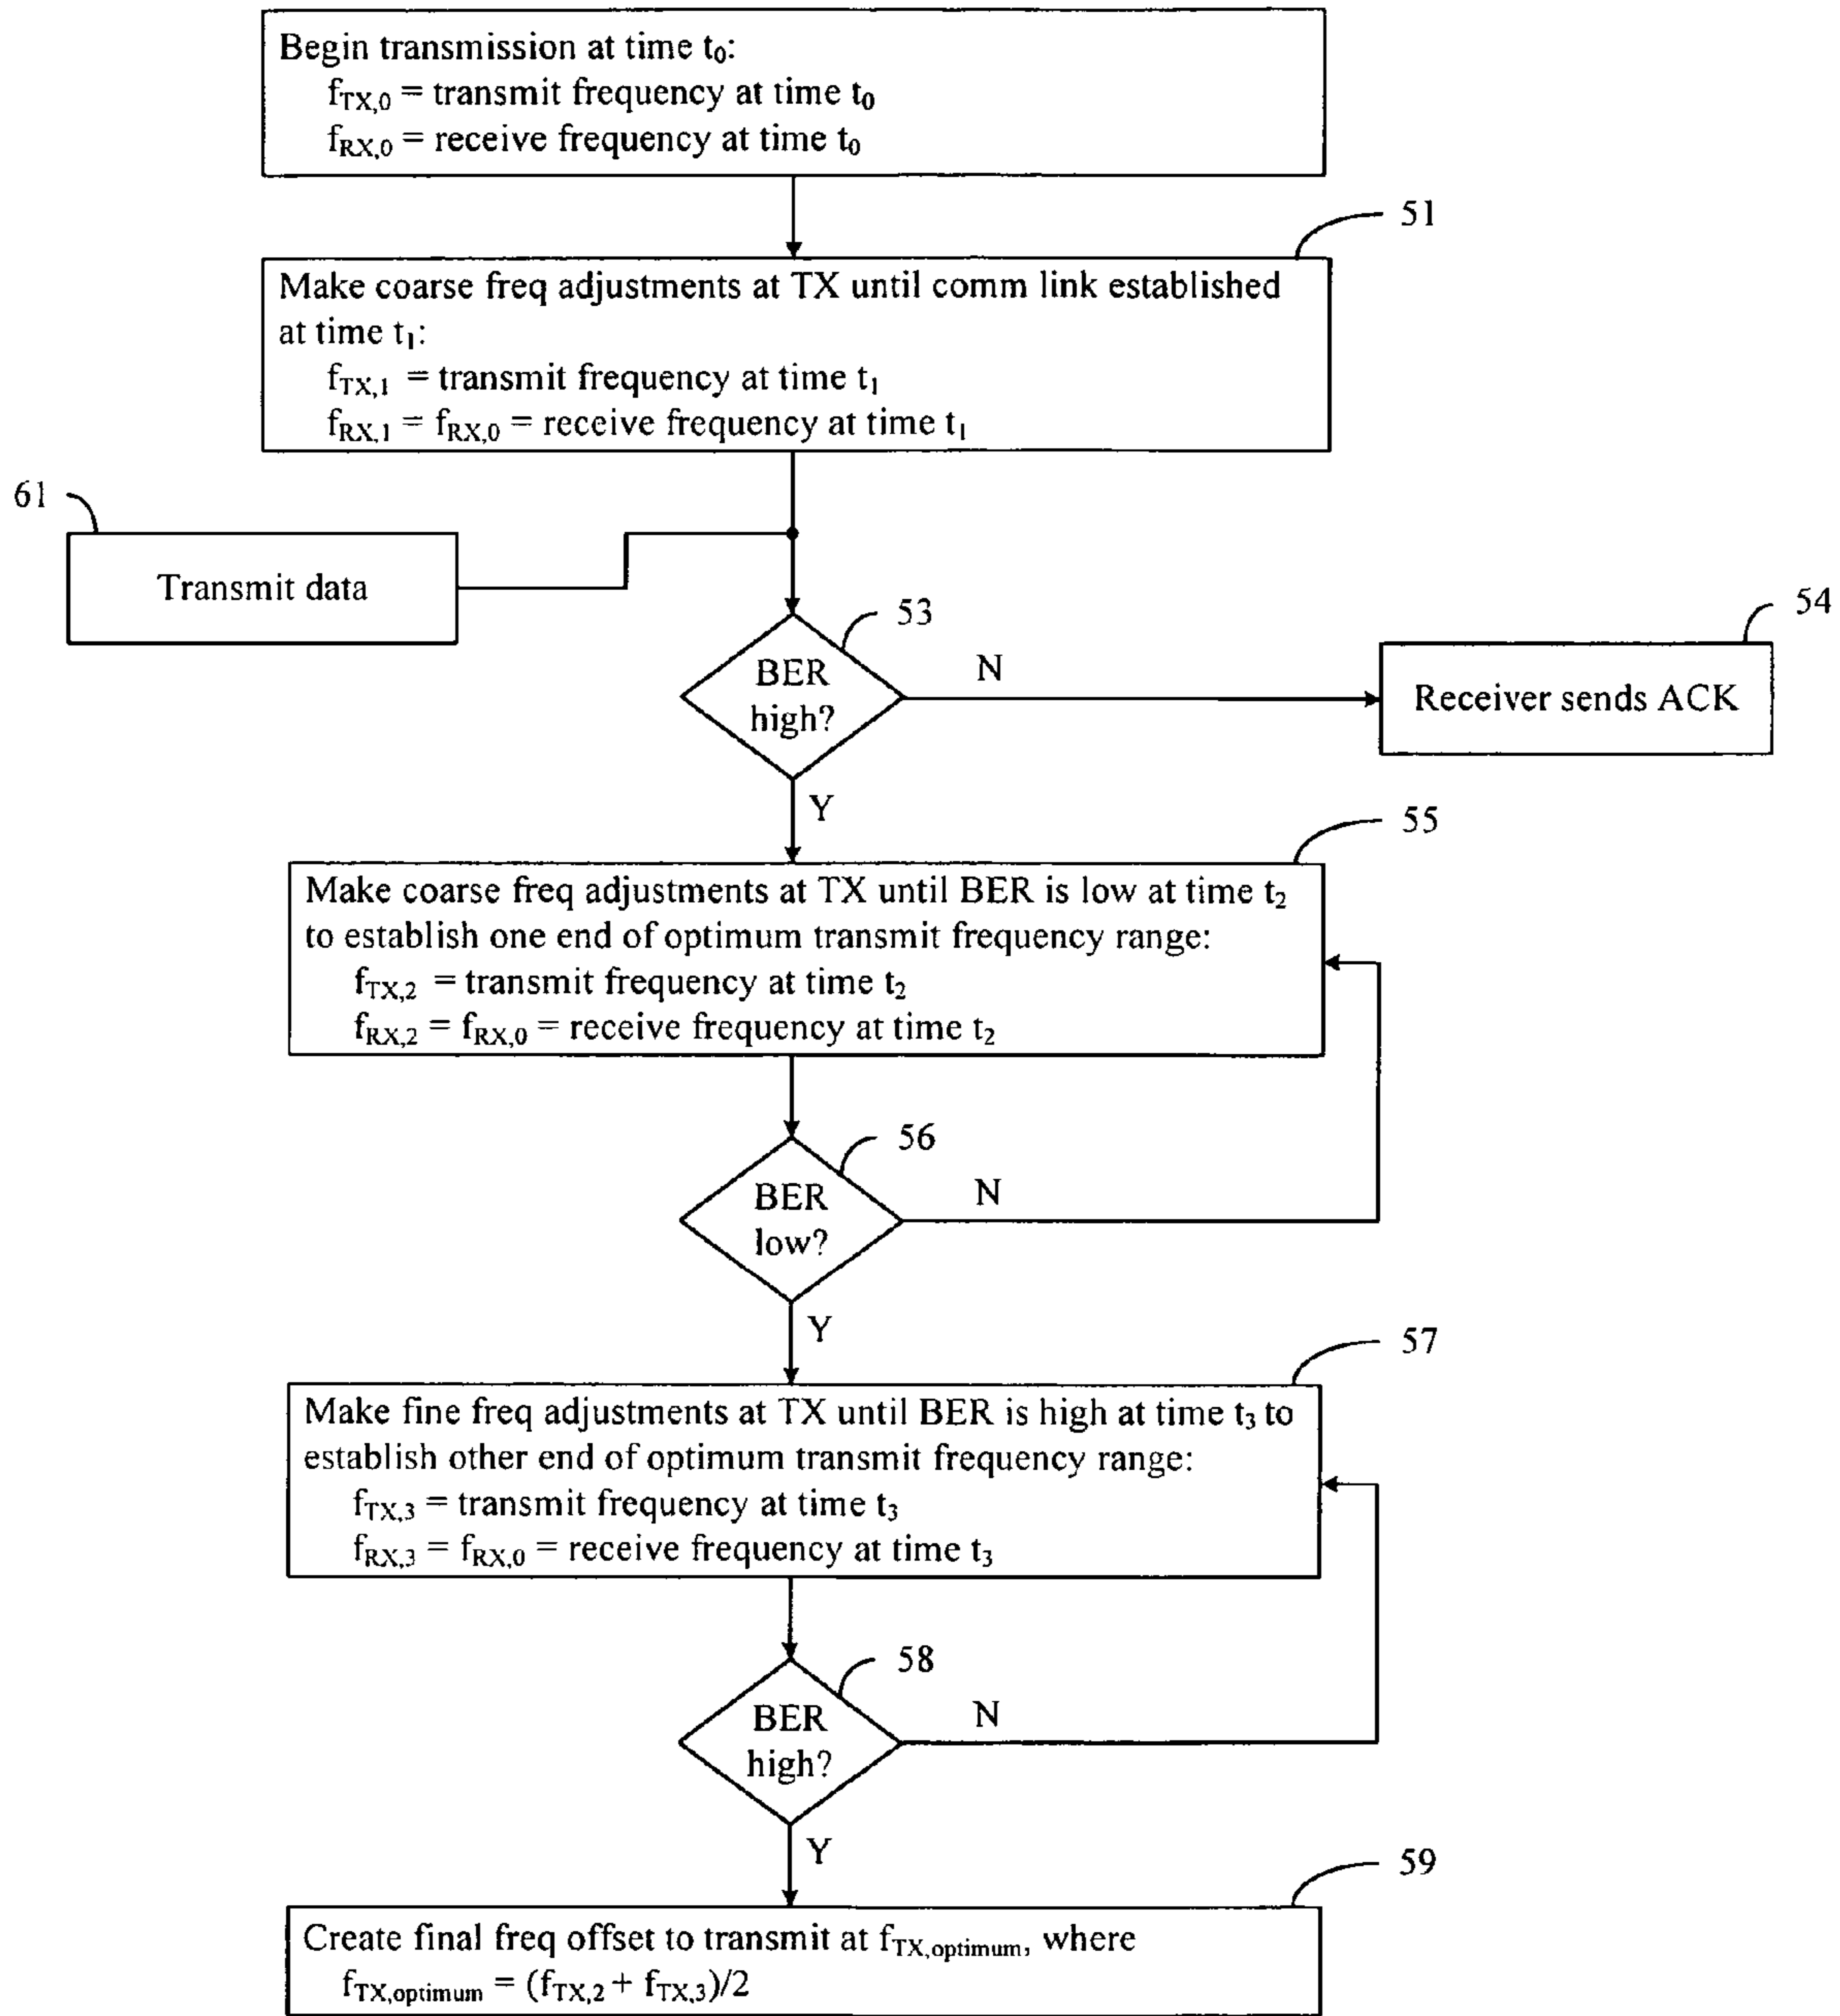 Begin transmission at time t₀:
f_TX,0 = transmit frequency at time t₀
f_RX,0 = receive frequency at time t₀
51
Make coarse freq adjustments at TX until comm link established
at time t₁:
f_TX,1 = transmit frequency at time t₁
f_RX,1 = f_RX,0 = receive frequency at time t₁
61
Transmit data
53
BER
high?
N
54
Receiver sends ACK
Y
55
Make coarse freq adjustments at TX until BER is low at time t₂
to establish one end of optimum transmit frequency range:
f_TX,2 = transmit frequency at time t₂
f_RX,2 = f_RX,0 = receive frequency at time t₂
56
BER
low?
N
Y
57
Make fine freq adjustments at TX until BER is high at time t₃ to
establish other end of optimum transmit frequency range:
f_TX,3 = transmit frequency at time t₃
f_RX,3 = f_RX,0 = receive frequency at time t₃
58
BER
high?
N
Y
59
Create final freq offset to transmit at f_TX,optimum, where
f_TX,optimum = (f_TX,2 + f_TX,3)/2